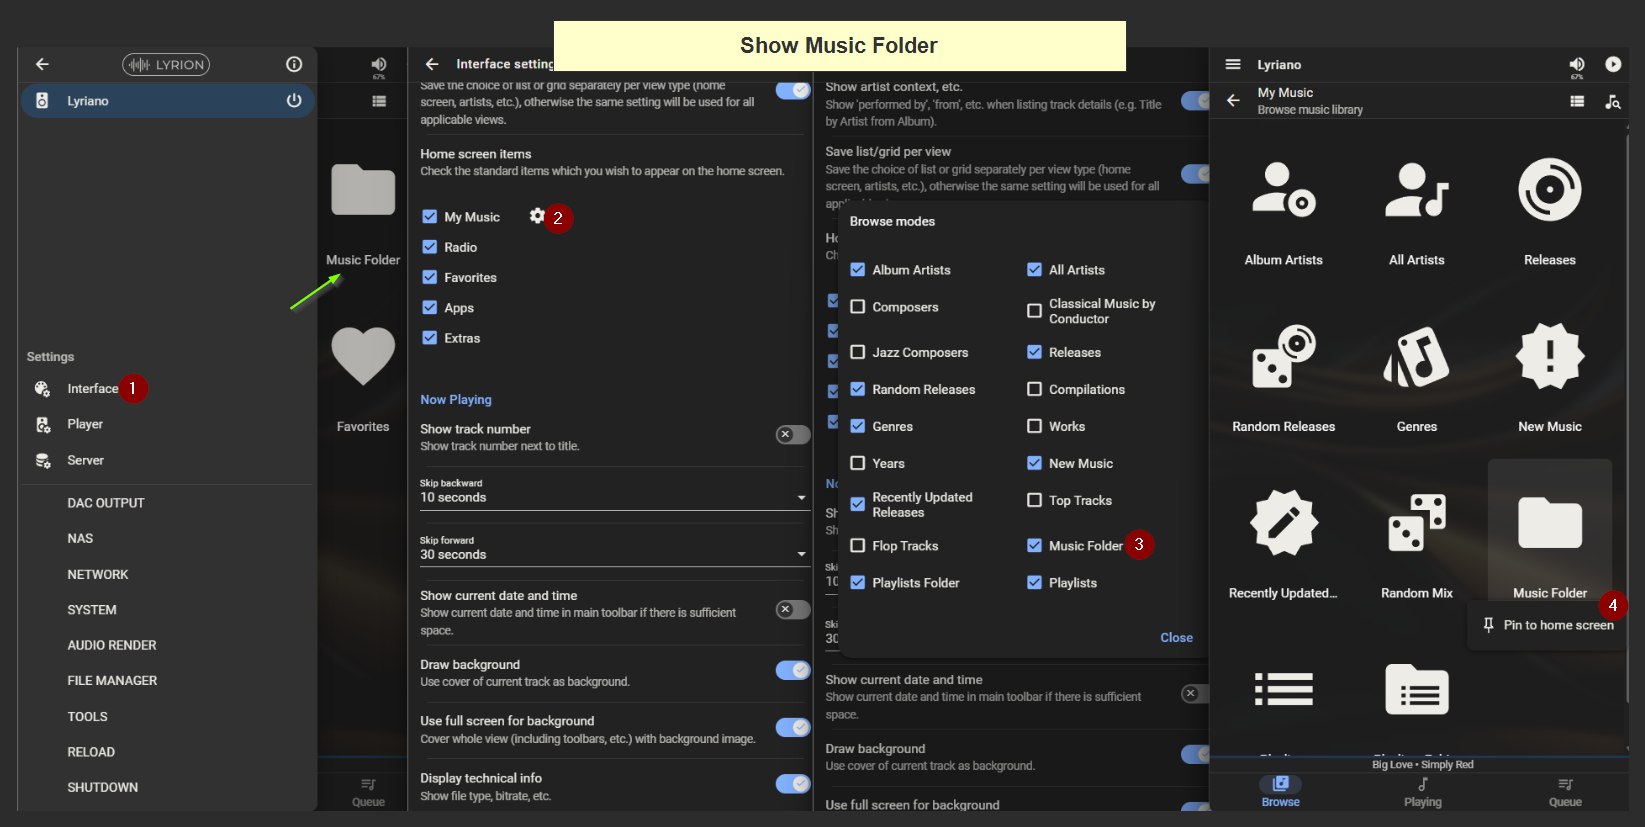 Show Music Folder
LYRION
Lyriano
Settings
Interface 1
Player
Server
DAC OUTPUT
NAS
NETWORK
SYSTEM
AUDIO RENDER
FILE MANAGER
TOOLS
RELOAD
SHUTDOWN
67%
Music Folder
Favorites
Queue
Interface settin
Save the choice of list or grid separately per view type (home
screen, artists, etc.), otherwise the same setting will be used for all
applicable views.
Home screen items
Check the standard items which you wish to appear on the home screen.
My Music 2
Radio
Favorites
Apps
Extras
Now Playing
Show track number
Show track number next to title.
Skip backward
10 seconds
Skip forward
30 seconds
Show current date and time
Show current date and time in main toolbar if there is sufficient
space.
Draw background
Use cover of current track as background.
Use full screen for background
Cover whole view (including toolbars, etc.) with background image.
Display technical info
Show file type, bitrate, etc.
Show artist context, etc.
Show 'performed by', 'from', etc. when listing track details (e.g. Title
by Artist from Album).
Save list/grid per view
Save the choice of list or grid separately per view type (home
screen, artists, etc.), otherwise the same setting will be used for all
Ho
Ch
No
Sh
Sh
Ski
10
Ski
30
Browse modes
Album Artists
All Artists
Composers
Classical Music by
Conductor
Jazz Composers
Releases
Random Releases
Compilations
Genres
Works
Years
New Music
Recently Updated
Releases
Top Tracks
Flop Tracks
Music Folder 3
Playlists Folder
Playlists
Close
Show current date and time
Show current date and time in main toolbar if there is sufficient
space.
Draw background
Use cover of current track as background.
Use full screen for background
Lyriano
67%
My Music
Browse music library
Album Artists
All Artists
Releases
Random Releases
Genres
New Music
Recently Updated...
Random Mix
Music Folder
4
Pin to home screen
Big Love • Simply Red
Browse
Playing
Queue